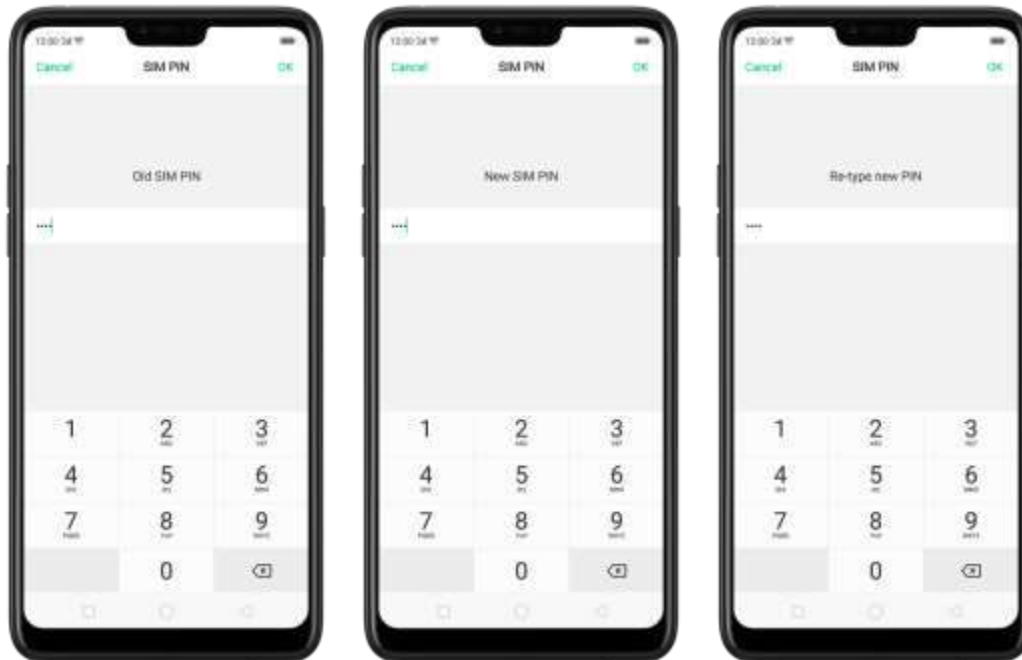 Cancel SIM PIN OK
Old SIM PIN
••••
1 2 3
4 5 6
7 8 9
0
Cancel SIM PIN OK
New SIM PIN
••••
1 2 3
4 5 6
7 8 9
0
Cancel SIM PIN OK
Re-type new PIN
••••
1 2 3
4 5 6
7 8 9
0